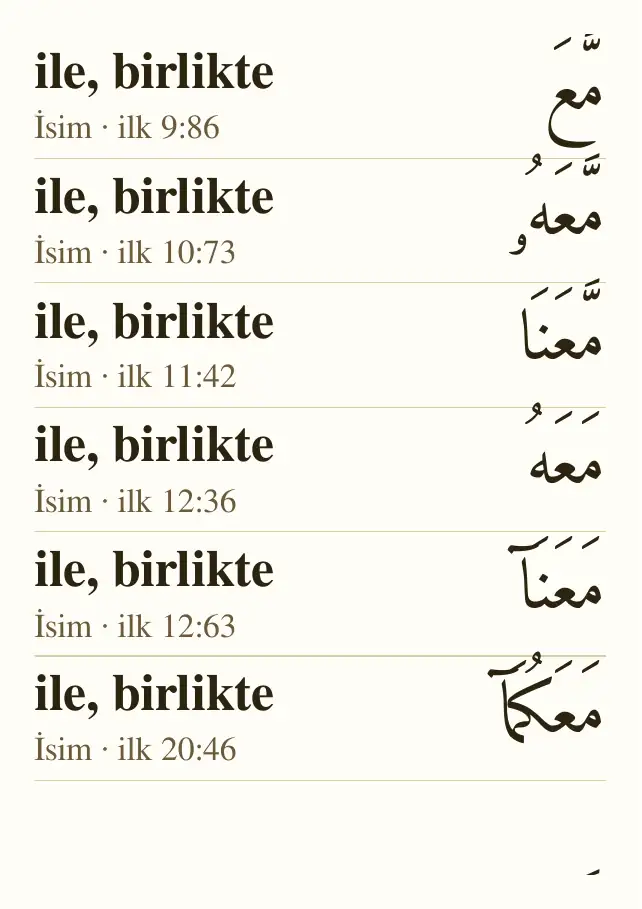 ile, birlikte مَّعَ
İsim · ilk 9:86
ile, birlikte مَّعَهُۥ
İsim · ilk 10:73
ile, birlikte مَّعَنَا
İsim · ilk 11:42
ile, birlikte مَعَهُ
İsim · ilk 12:36
ile, birlikte مَعَنَآ
İsim · ilk 12:63
ile, birlikte مَعَكُمَآ
İsim · ilk 20:46